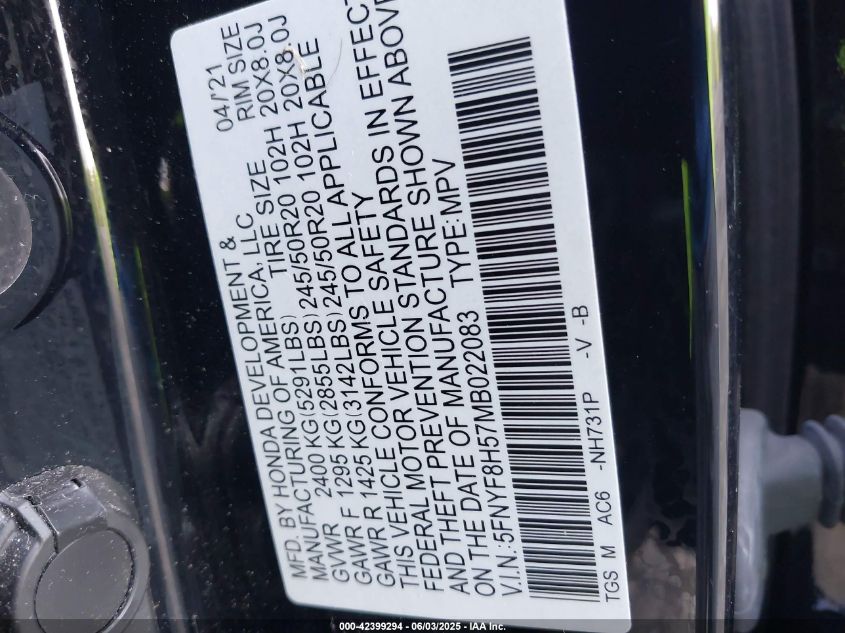 MFD. BY HONDA DEVELOPMENT & 04/21
MANUFACTURING OF AMERICA, LLC TIRE SIZE RIM SIZE
GVWR 2400 KG(5291LBS)
GAWR F 1295 KG(2855LBS) 245/50R20 102H 20X8.0J
GAWR R 1425 KG(3142LBS) 245/50R20 102H 20X8.0J
THIS VEHICLE CONFORMS TO ALL APPLICABLE
FEDERAL MOTOR VEHICLE SAFETY
AND THEFT PREVENTION STANDARDS IN EFFECT
ON THE DATE OF MANUFACTURE SHOWN ABOVE
V.I.N.:5FNYF8H57MB022083 TYPE:MPV
TGS M AC6 -NH731P -V -B
000-42399294 - 06/03/2025 - IAA Inc.